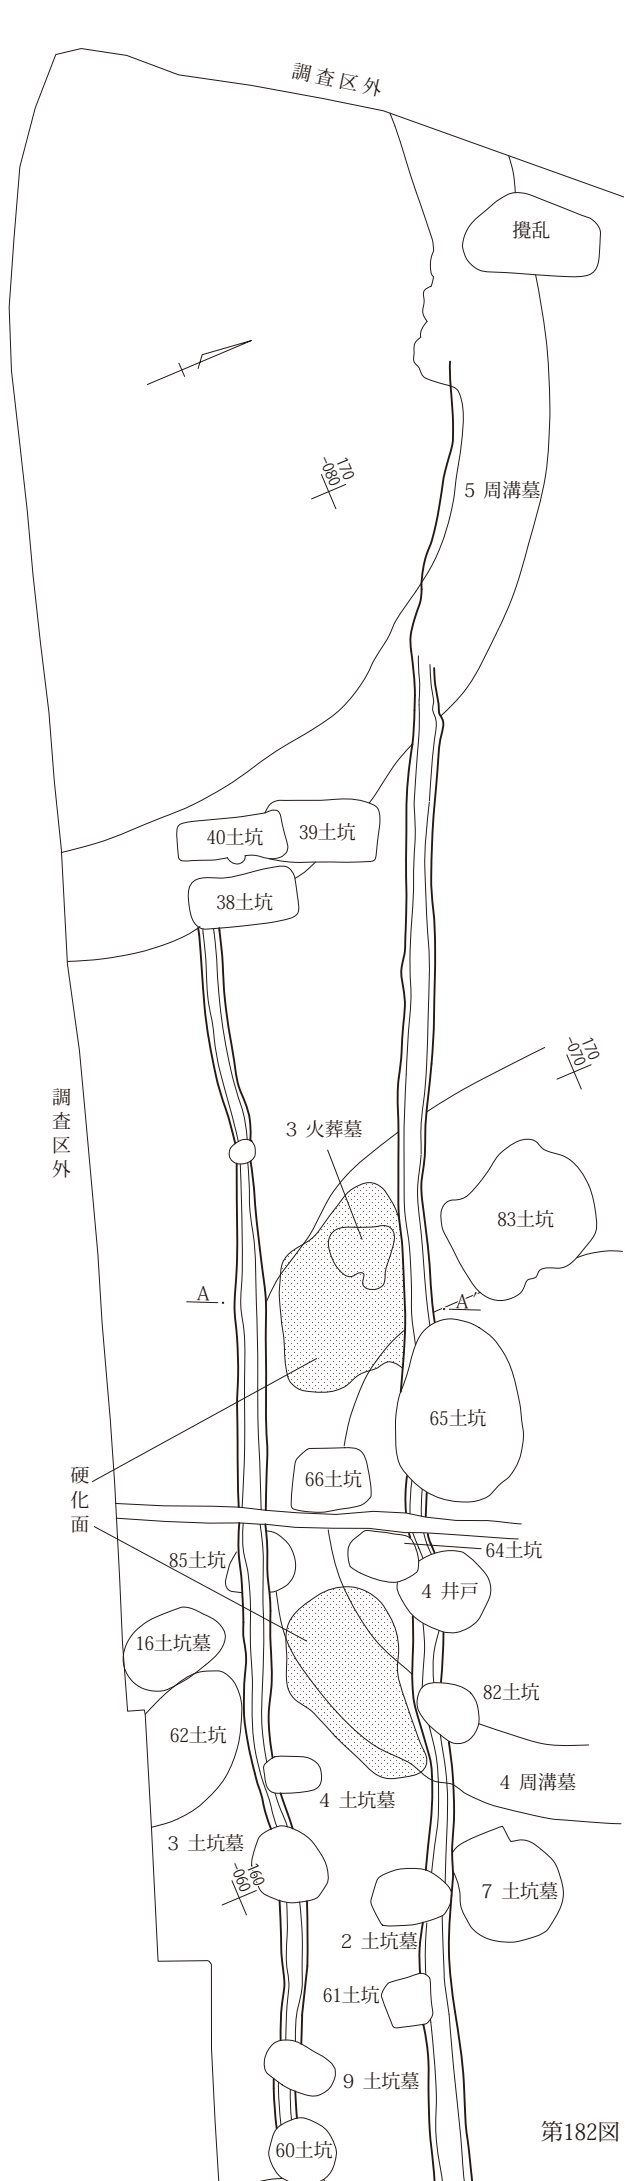 調査区外
攪乱
170
-080
5 周溝墓
40土坑
39土坑
38土坑
170
-070
調査区外
3 火葬墓
83土坑
A
A′
65土坑
硬化面
66土坑
64土坑
85土坑
4 井戸
16土坑墓
82土坑
62土坑
4 周溝墓
4 土坑墓
3 土坑墓
160
-060
7 土坑墓
2 土坑墓
61土坑
9 土坑墓
第182図
60土坑